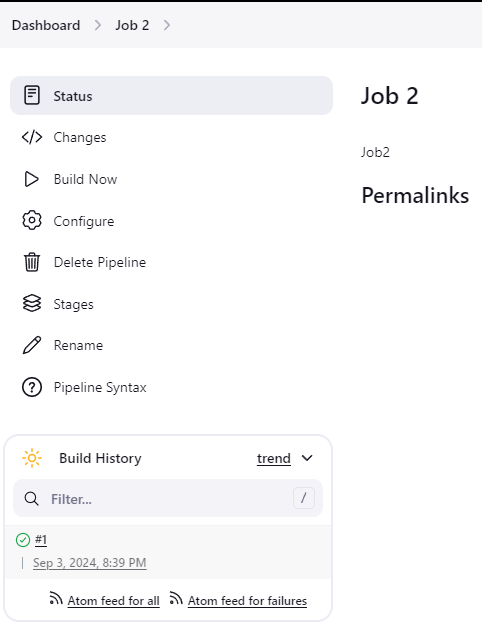 Dashboard > Job 2 >
Status
Changes
Build Now
Configure
Delete Pipeline
Stages
Rename
Pipeline Syntax
Job 2
Job2
Permalinks
Build History trend
Filter... /
#1
Sep 3, 2024, 8:39 PM
Atom feed for all Atom feed for failures